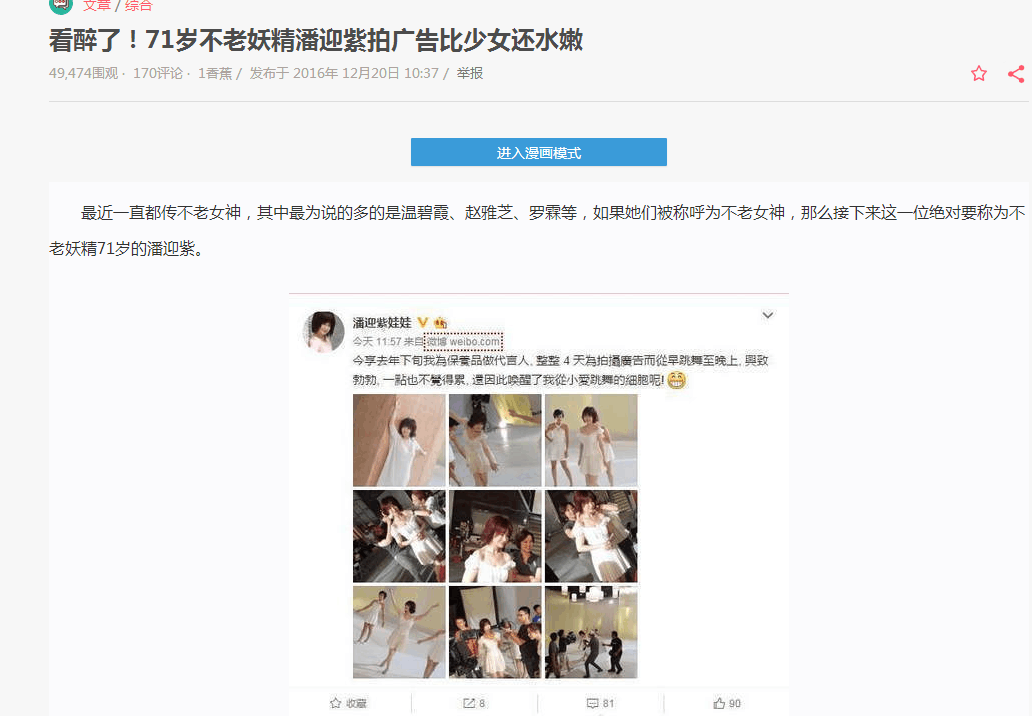 文章 / 综合
看醉了！71岁不老妖精潘迎紫拍广告比少女还水嫩
49,474围观 · 170评论 · 1香蕉 / 发布于 2016年 12月20日 10:37 / 举报
进入漫画模式
最近一直都传不老女神，其中最为说的多的是温碧霞、赵雅芝、罗霖等，如果她们被称呼为不老女神，那么接下来这一位绝对要称为不
老妖精71岁的潘迎紫。
潘迎紫娃娃
今天 11:57 来自微博 weibo.com
今享去年下旬我為保養品做代言人, 整整 4 天為拍攝廣告而從早跳舞至晚上, 興致
勃勃, 一點也不覺得累, 還因此喚醒了我從小愛跳舞的細胞呢!
收藏 8 81 90